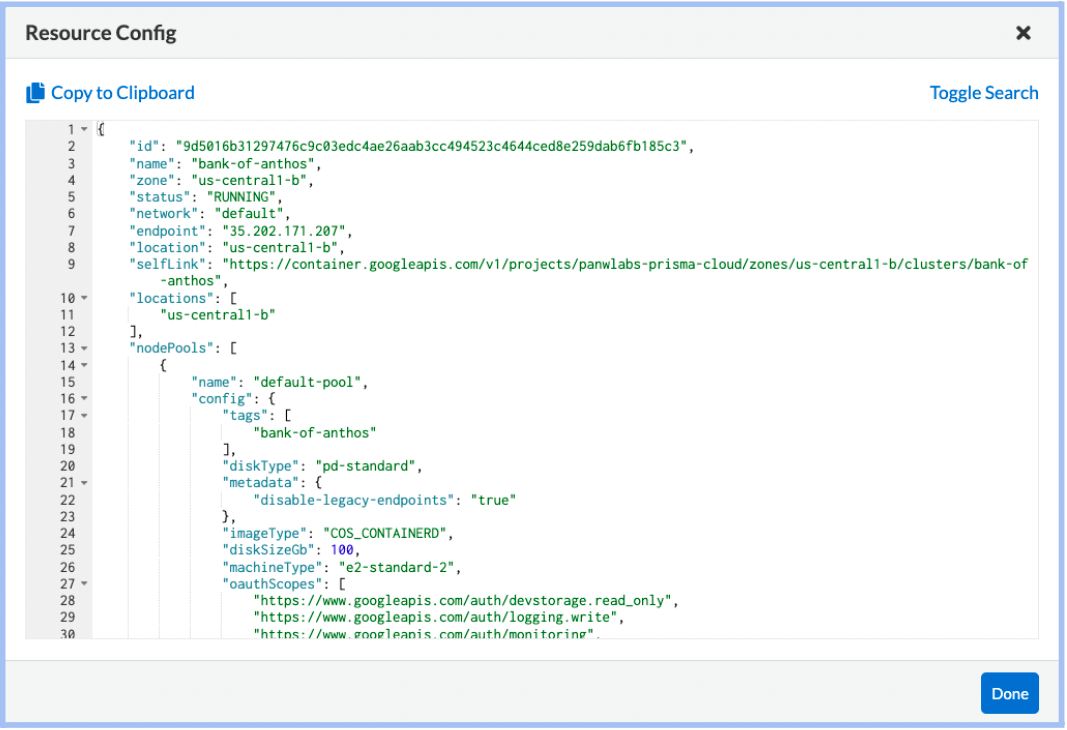 Resource Config
Copy to Clipboard
Toggle Search
1 {
2 "id": "9d5016b31297476c9c03edc4ae26aab3cc494523c4644ced8e259dab6fb185c3",
3 "name": "bank-of-anthos",
4 "zone": "us-central1-b",
5 "status": "RUNNING",
6 "network": "default",
7 "endpoint": "35.202.171.207",
8 "location": "us-central1-b",
9 "selfLink": "https://container.googleapis.com/v1/projects/panwlabs-prisma-cloud/zones/us-central1-b/clusters/bank-of
-anthos",
10 "locations": [
11 "us-central1-b"
12 ],
13 "nodePools": [
14 {
15 "name": "default-pool",
16 "config": {
17 "tags": [
18 "bank-of-anthos"
19 ],
20 "diskType": "pd-standard",
21 "metadata": {
22 "disable-legacy-endpoints": "true"
23 },
24 "imageType": "COS_CONTAINERD",
25 "diskSizeGb": 100,
26 "machineType": "e2-standard-2",
27 "oauthScopes": [
28 "https://www.googleapis.com/auth/devstorage.read_only",
29 "https://www.googleapis.com/auth/logging.write",
30 "https://www.googleapis.com/auth/monitoring",
Done